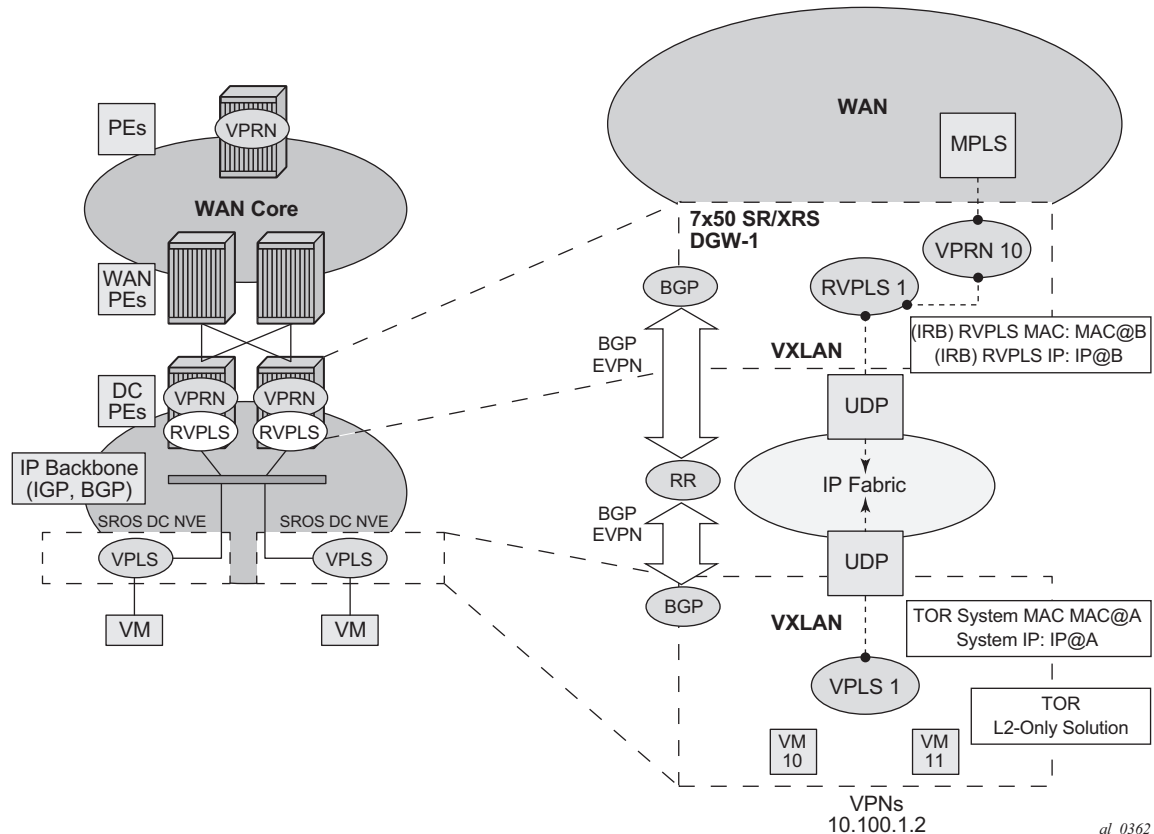 PEs
VPRN
WAN Core
WAN
PEs
DC
PEs
VPRN
VPRN
RVPLS
RVPLS
IP Backbone
(IGP, BGP)
SROS DC NVE
SROS DC NVE
VPLS
VPLS
VM
VM
WAN
MPLS
7x50 SR/XRS
DGW-1
VPRN 10
BGP
RVPLS 1
(IRB) RVPLS MAC: MAC@B
(IRB) RVPLS IP: IP@B
BGP
EVPN
VXLAN
UDP
RR
IP Fabric
BGP
EVPN
UDP
BGP
VXLAN
TOR System MAC MAC@A
System IP: IP@A
VPLS 1
TOR
L2-Only Solution
VM
10
VM
11
VPNs
10.100.1.2
al_0362